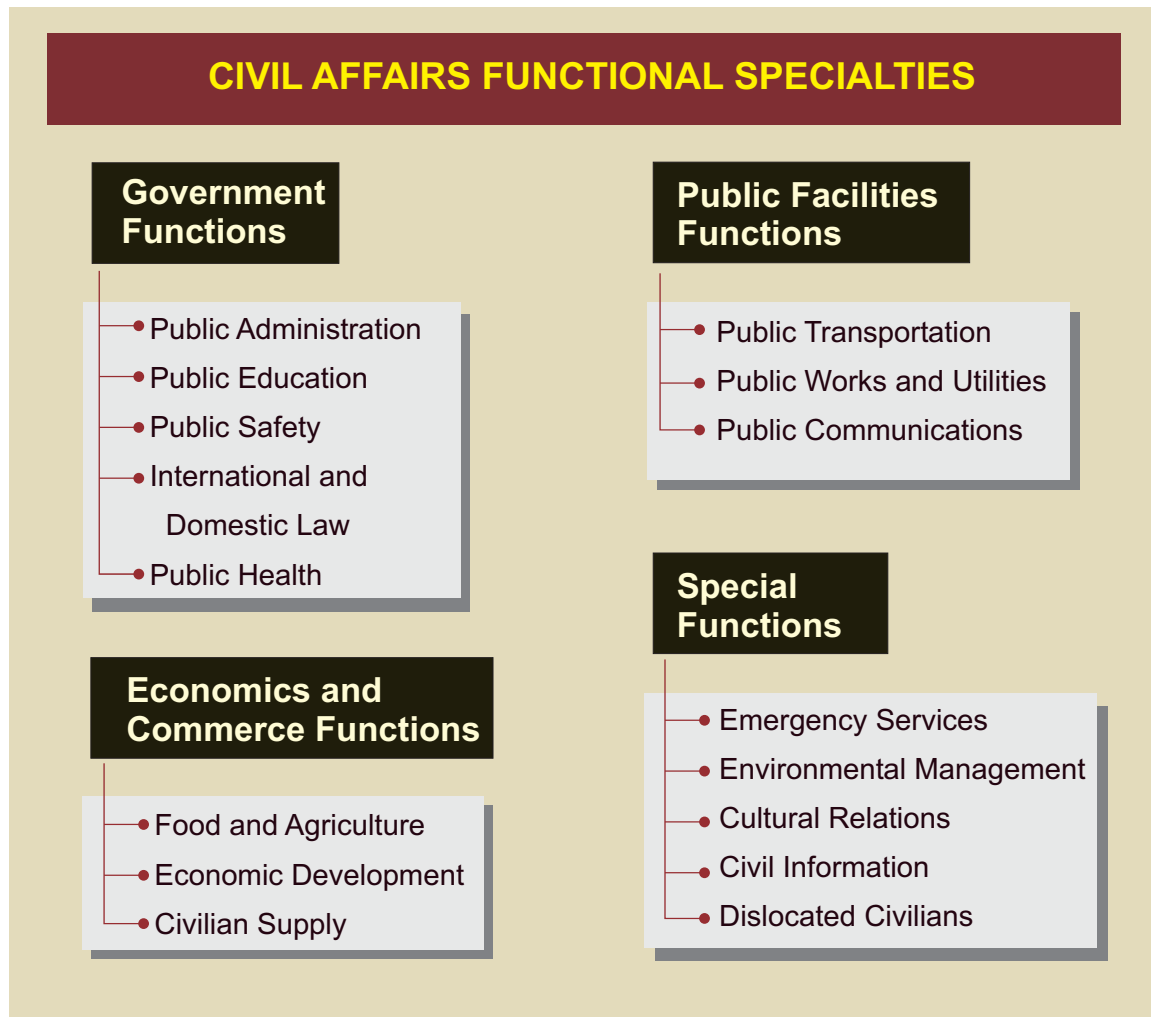 CIVIL AFFAIRS FUNCTIONAL SPECIALTIES
Government
Functions
Public Administration
Public Education
Public Safety
International and
Domestic Law
Public Health
Economics and
Commerce Functions
Food and Agriculture
Economic Development
Civilian Supply
Public Facilities
Functions
Public Transportation
Public Works and Utilities
Public Communications
Special
Functions
Emergency Services
Environmental Management
Cultural Relations
Civil Information
Dislocated Civilians